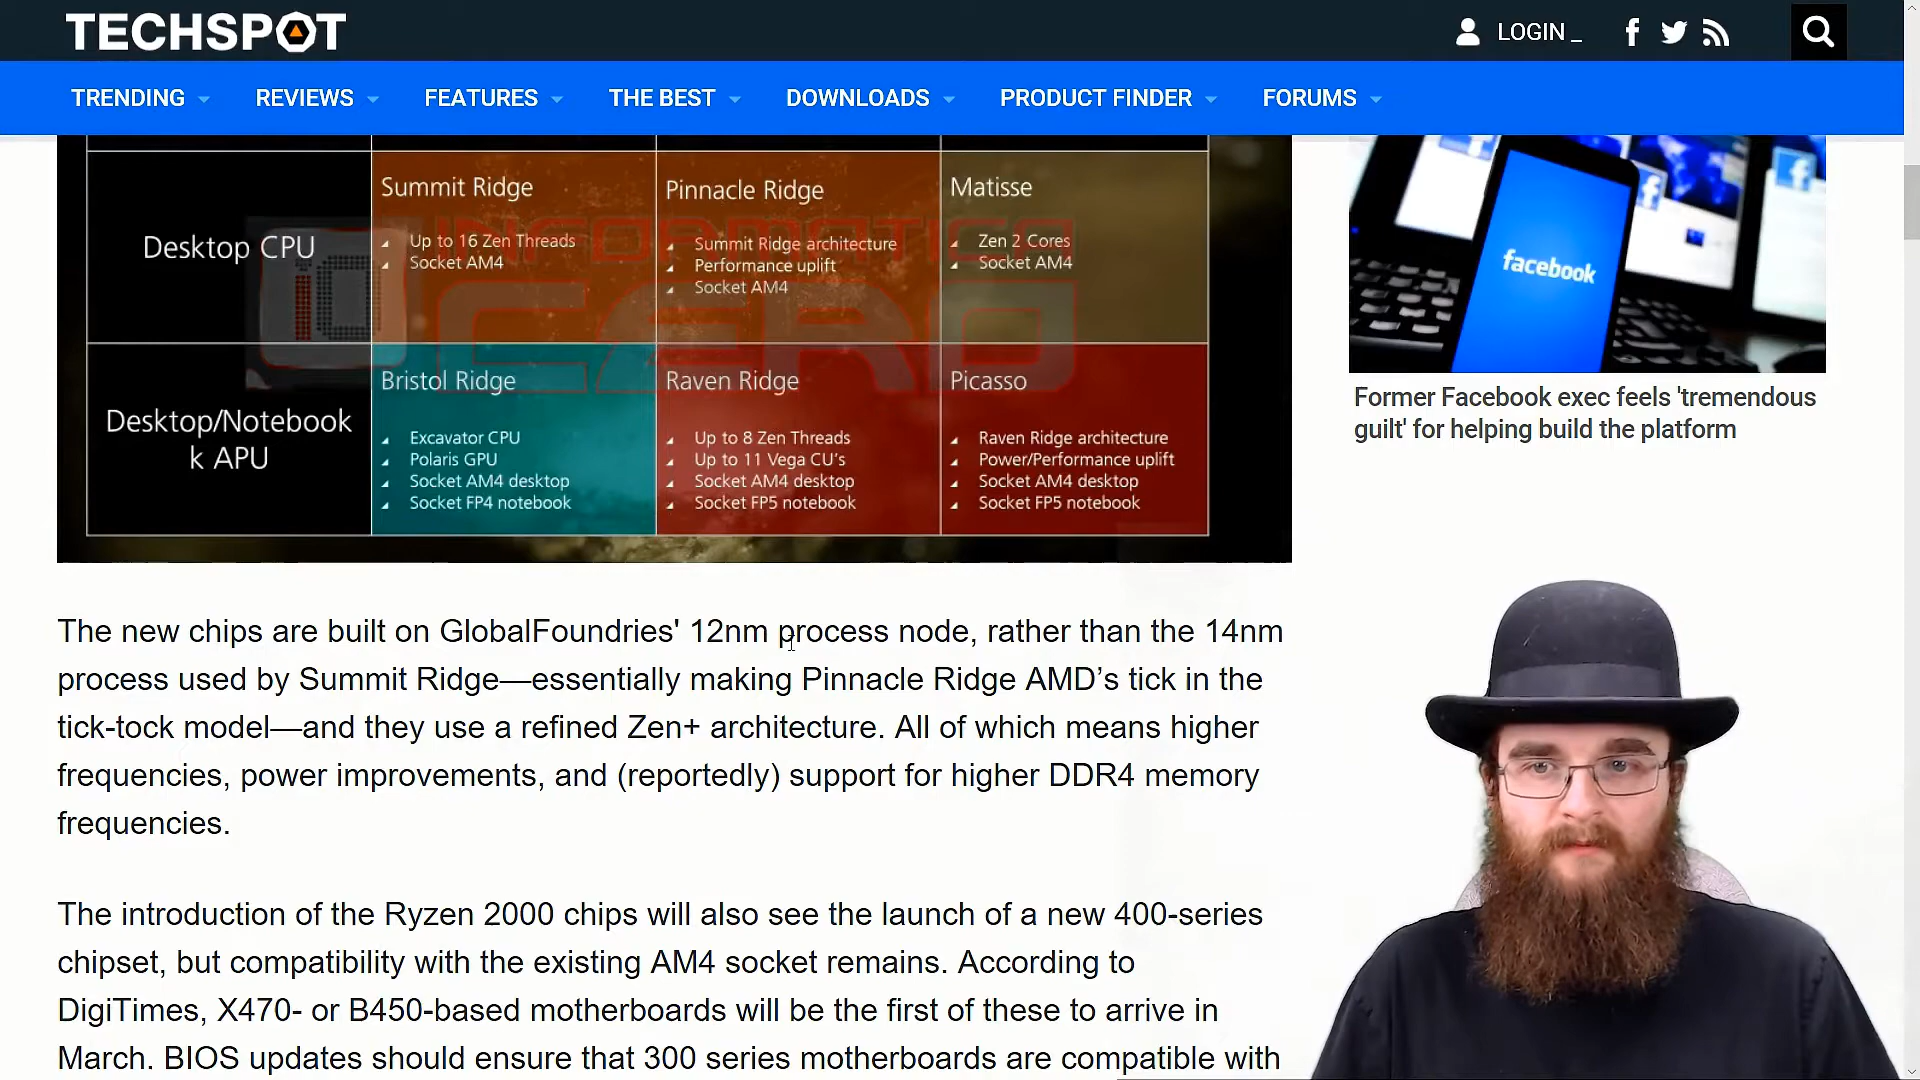 TECHSPOT
LOGIN _
TRENDING
REVIEWS
FEATURES
THE BEST
DOWNLOADS
PRODUCT FINDER
FORUMS
Desktop CPU
Summit Ridge
Up to 16 Zen Threads
Socket AM4
Pinnacle Ridge
Summit Ridge architecture
Performance uplift
Socket AM4
Matisse
Zen 2 Cores
Socket AM4
INFORMATICA
CERO
Desktop/Notebook
k APU
Bristol Ridge
Excavator CPU
Polaris GPU
Socket AM4 desktop
Socket FP4 notebook
Raven Ridge
Up to 8 Zen Threads
Up to 11 Vega CU's
Socket AM4 desktop
Socket FP5 notebook
Picasso
Raven Ridge architecture
Power/Performance uplift
Socket AM4 desktop
Socket FP5 notebook
facebook
Former Facebook exec feels 'tremendous
guilt' for helping build the platform
The new chips are built on GlobalFoundries' 12nm process node, rather than the 14nm
process used by Summit Ridge—essentially making Pinnacle Ridge AMD’s tick in the
tick-tock model—and they use a refined Zen+ architecture. All of which means higher
frequencies, power improvements, and (reportedly) support for higher DDR4 memory
frequencies.
The introduction of the Ryzen 2000 chips will also see the launch of a new 400-series
chipset, but compatibility with the existing AM4 socket remains. According to
DigiTimes, X470- or B450-based motherboards will be the first of these to arrive in
March. BIOS updates should ensure that 300 series motherboards are compatible with